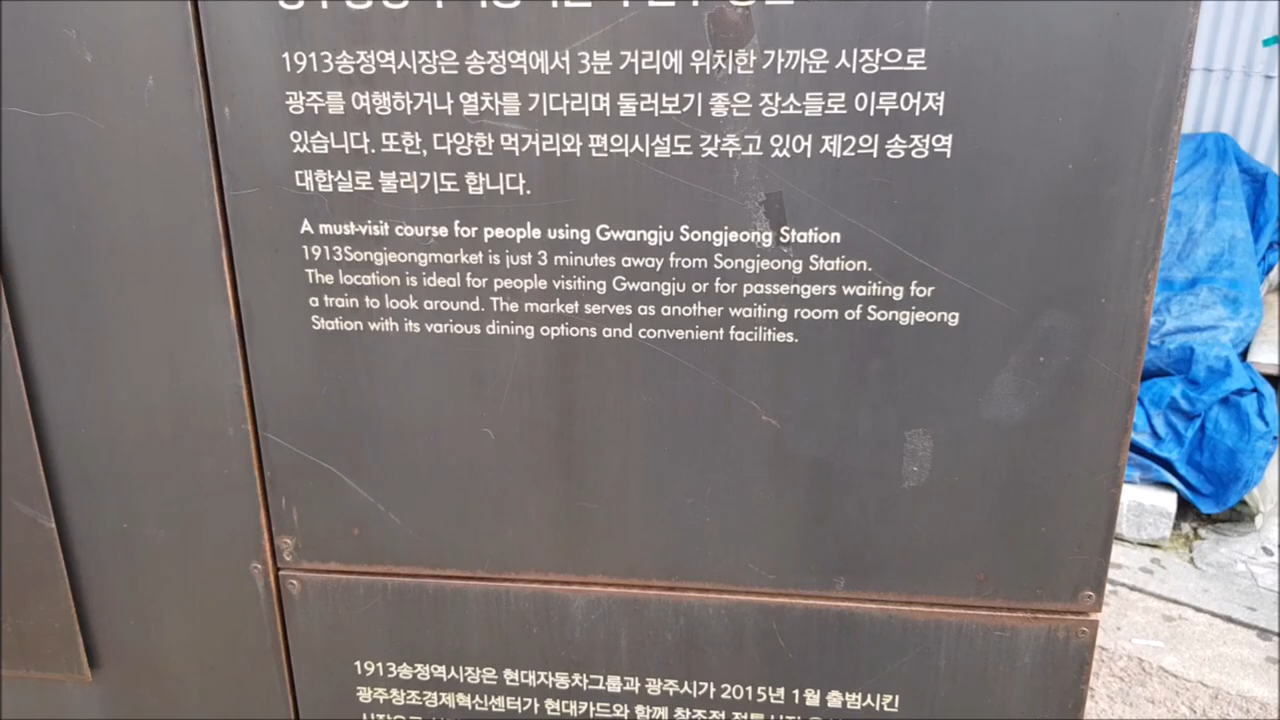 1913송정역시장은 송정역에서 3분 거리에 위치한 가까운 시장으로
광주를 여행하거나 열차를 기다리며 둘러보기 좋은 장소들로 이루어져
있습니다. 또한, 다양한 먹거리와 편의시설도 갖추고 있어 제2의 송정역
대합실로 불리기도 합니다.
A must-visit course for people using Gwangju Songjeong Station
1913Songjeongmarket is just 3 minutes away from Songjeong Station.
The location is ideal for people visiting Gwangju or for passengers waiting for
a train to look around. The market serves as another waiting room of Songjeong
Station with its various dining options and convenient facilities.
1913송정역시장은 현대자동차그룹과 광주시가 2015년 1월 출범시킨
광주창조경제혁신센터가 현대카드와 함께 창조적 전통시장